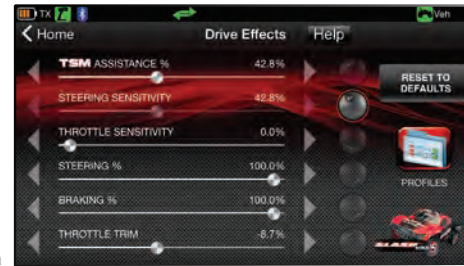 TX
Veh
Home
Drive Effects
Help
TSM ASSISTANCE % 42.8%
RESET TO
DEFAULTS
STEERING SENSITIVITY 42.8%
THROTTLE SENSITIVITY 0.0%
STEERING % 100.0%
PROFILES
BRAKING % 100.0%
THROTTLE TRIM -8.7%
SLASH